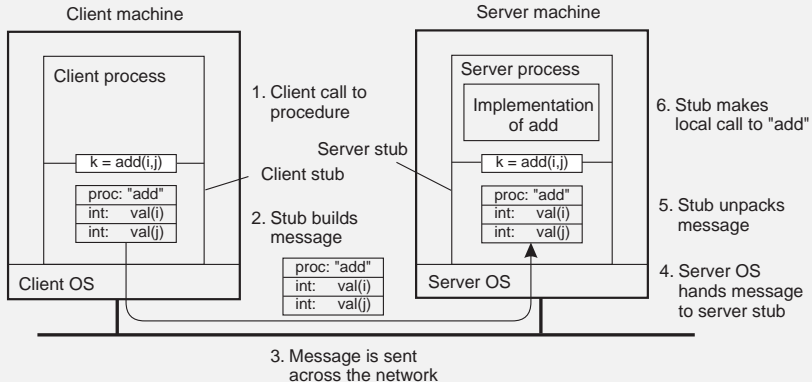 Client machine
Server machine
Client process
1. Client call to
procedure
Server process
Implementation
of add
6. Stub makes
local call to "add"
Server stub
k = add(i,j)
k = add(i,j)
Client stub
proc: "add"
int: val(i)
int: val(j)
2. Stub builds
message
proc: "add"
int: val(i)
int: val(j)
5. Stub unpacks
message
proc: "add"
int: val(i)
int: val(j)
4. Server OS
hands message
to server stub
Client OS
Server OS
3. Message is sent
across the network